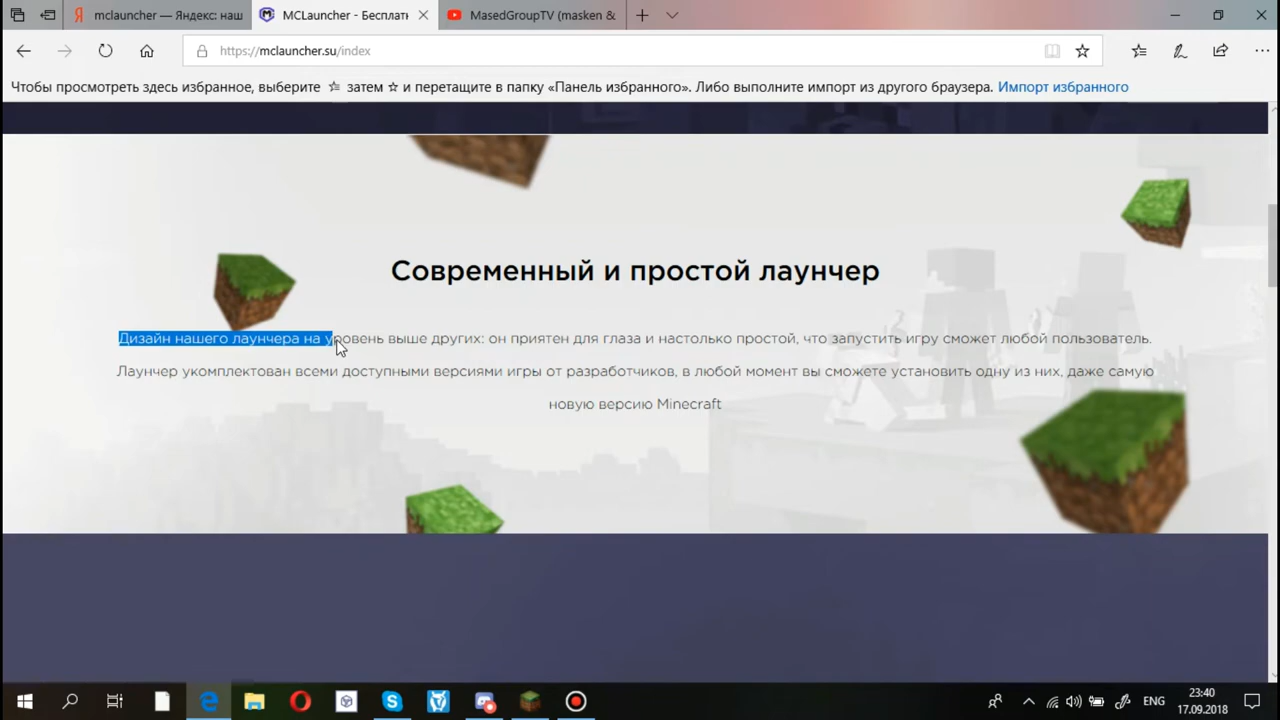 mclauncher — Яндекс: наш
MCLauncher - Бесплатн
MasedGroupTV (masken &
https://mclauncher.su/index
Чтобы просмотреть здесь избранное, выберите затем и перетащите в папку «Панель избранного». Либо выполните импорт из другого браузера. Импорт избранного
Современный и простой лаунчер
Дизайн нашего лаунчера на уровень выше других: он приятен для глаза и настолько простой, что запустить игру сможет любой пользователь.
Лаунчер укомплектован всеми доступными версиями игры от разработчиков, в любой момент вы сможете установить одну из них, даже самую
новую версию Minecraft
ENG
23:40
17.09.2018